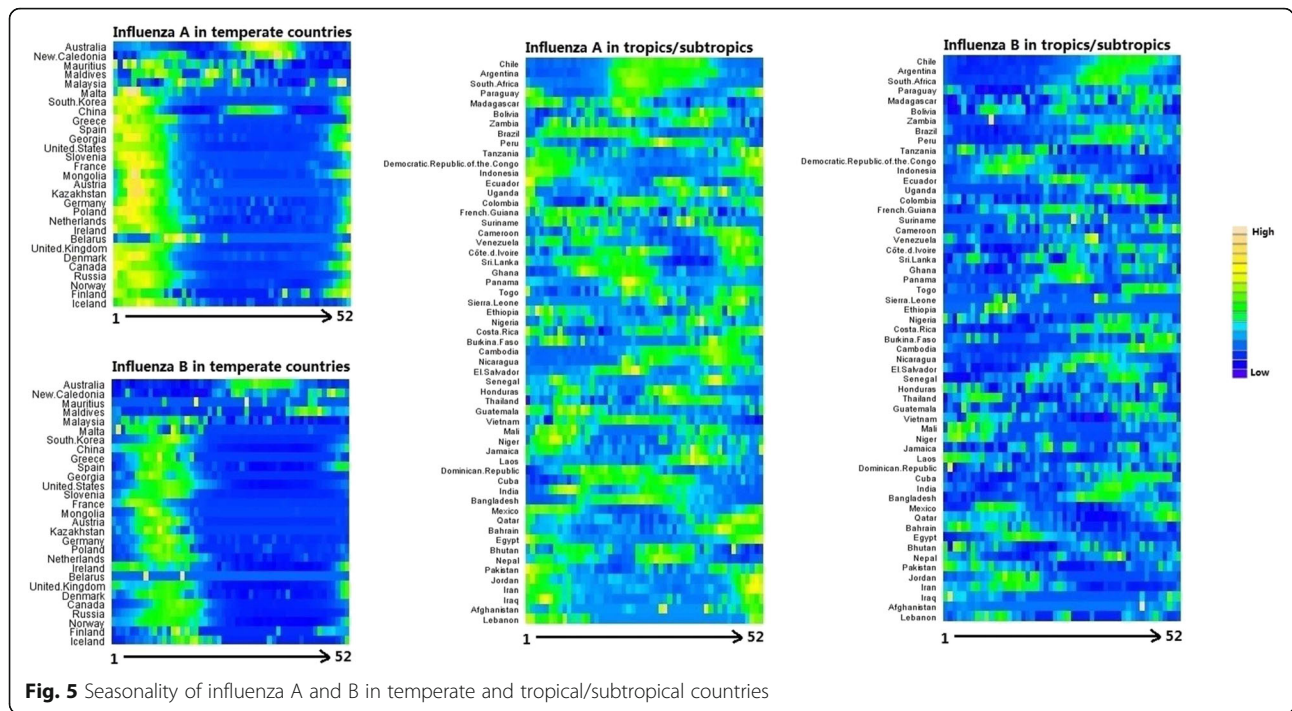 Influenza A in temperate countries
Australia
New.Caledonia
Mauritius
Maldives
Malaysia
Malta
South.Korea
China
Greece
Spain
Georgia
United.States
Slovenia
France
Mongolia
Austria
Kazakhstan
Germany
Poland
Netherlands
Ireland
Belarus
United.Kingdom
Denmark
Canada
Russia
Norway
Finland
Iceland
1 52
Influenza B in temperate countries
Australia
New.Caledonia
Mauritius
Maldives
Malaysia
Malta
South.Korea
China
Greece
Spain
Georgia
United.States
Slovenia
France
Mongolia
Austria
Kazakhstan
Germany
Poland
Netherlands
Ireland
Belarus
United.Kingdom
Denmark
Canada
Russia
Norway
Finland
Iceland
1 52
Influenza A in tropics/subtropics
Chile
Argentina
South.Africa
Paraguay
Madagascar
Bolivia
Zambia
Brazil
Peru
Tanzania
Democratic.Republic.of.the.Congo
Indonesia
Ecuador
Uganda
Colombia
French.Guiana
Suriname
Cameroon
Venezuela
Côte.d.Ivoire
Sri.Lanka
Ghana
Panama
Togo
Sierra.Leone
Ethiopia
Nigeria
Costa.Rica
Burkina.Faso
Cambodia
Nicaragua
El.Salvador
Senegal
Honduras
Thailand
Guatemala
Vietnam
Mali
Niger
Jamaica
Laos
Dominican.Republic
Cuba
India
Bangladesh
Mexico
Qatar
Bahrain
Egypt
Bhutan
Nepal
Pakistan
Jordan
Iran
Iraq
Afghanistan
Lebanon
1 52
Influenza B in tropics/subtropics
Chile
Argentina
South.Africa
Paraguay
Madagascar
Bolivia
Zambia
Brazil
Peru
Tanzania
Democratic.Republic.of.the.Congo
Indonesia
Ecuador
Uganda
Colombia
French.Guiana
Suriname
Cameroon
Venezuela
Côte.d.Ivoire
Sri.Lanka
Ghana
Panama
Togo
Sierra.Leone
Ethiopia
Nigeria
Costa.Rica
Burkina.Faso
Cambodia
Nicaragua
El.Salvador
Senegal
Honduras
Thailand
Guatemala
Vietnam
Mali
Niger
Jamaica
Laos
Dominican.Republic
Cuba
India
Bangladesh
Mexico
Qatar
Bahrain
Egypt
Bhutan
Nepal
Pakistan
Jordan
Iran
Iraq
Afghanistan
Lebanon
1 52
High
Low
Fig. 5 Seasonality of influenza A and B in temperate and tropical/subtropical countries